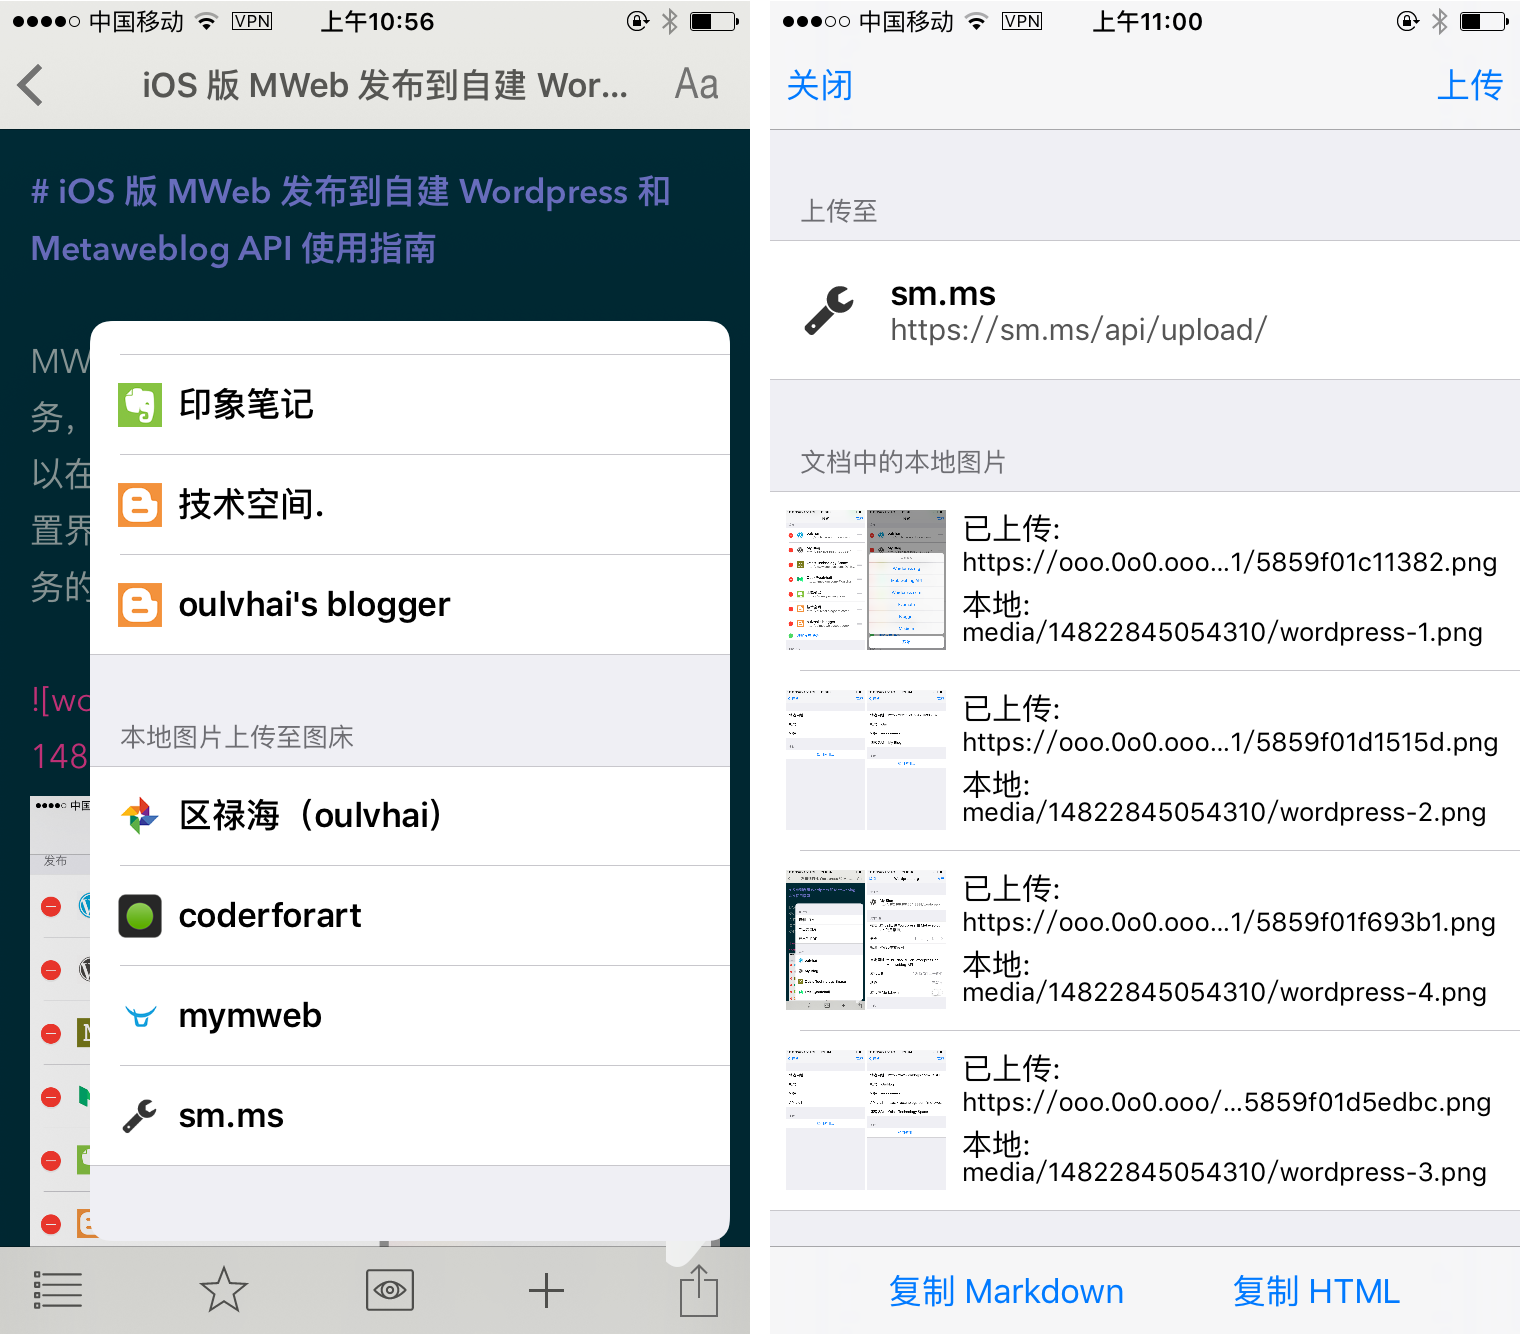 中国移动 VPN 上午10:56
iOS 版 MWeb 发布到自建 Wor... Aa
# iOS 版 MWeb 发布到自建 Wordpress 和
Metaweblog API 使用指南
MW
务，
以在
置界
务的
![wo
148
中国
发布
印象笔记
技术空间.
oulvhai's blogger
本地图片上传至图床
区禄海（oulvhai）
coderforart
mymweb
sm.ms
中国移动 VPN 上午11:00
关闭 上传
上传至
sm.ms
https://sm.ms/api/upload/
文档中的本地图片
已上传:
https://ooo.0o0.ooo...1/5859f01c11382.png
本地:
media/14822845054310/wordpress-1.png
已上传:
https://ooo.0o0.ooo...1/5859f01d1515d.png
本地:
media/14822845054310/wordpress-2.png
已上传:
https://ooo.0o0.ooo...1/5859f01f693b1.png
本地:
media/14822845054310/wordpress-4.png
已上传:
https://ooo.0o0.ooo/...5859f01d5edbc.png
本地:
media/14822845054310/wordpress-3.png
复制 Markdown 复制 HTML